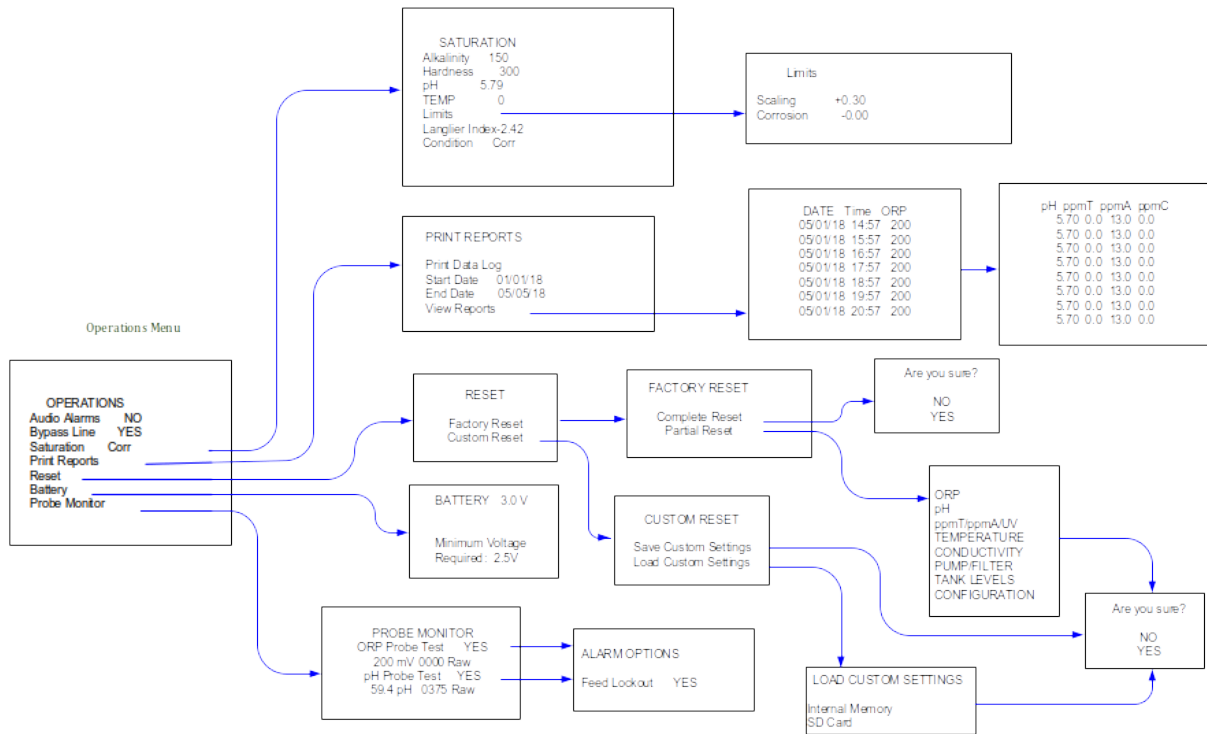 SATURATION
Alkalinity 150
Hardness 300
pH 5.79
TEMP 0
Limits
Langlier Index-2.42
Condition Corr
Limits
Scaling +0.30
Corrosion -0.00
PRINT REPORTS
Print Data Log
Start Date 01/01/18
End Date 05/05/18
View Reports
DATE Time ORP
05/01/18 14:57 200
05/01/18 15:57 200
05/01/18 16:57 200
05/01/18 17:57 200
05/01/18 18:57 200
05/01/18 19:57 200
05/01/18 20:57 200
pH ppmT ppmA ppmC
5.70 0.0 13.0 0.0
5.70 0.0 13.0 0.0
5.70 0.0 13.0 0.0
5.70 0.0 13.0 0.0
5.70 0.0 13.0 0.0
5.70 0.0 13.0 0.0
5.70 0.0 13.0 0.0
5.70 0.0 13.0 0.0
Operations Menu
OPERATIONS
Audio Alarms NO
Bypass Line YES
Saturation Corr
Print Reports
Reset
Battery
Probe Monitor
RESET
Factory Reset
Custom Reset
FACTORY RESET
Complete Reset
Partial Reset
Are you sure?
NO
YES
BATTERY 3.0 V
Minimum Voltage
Required: 2.5V
CUSTOM RESET
Save Custom Settings
Load Custom Settings
ORP
pH
ppmT/ppmA/UV
TEMPERATURE
CONDUCTIVITY
PUMP/FILTER
TANK LEVELS
CONFIGURATION
Are you sure?
NO
YES
PROBE MONITOR
ORP Probe Test YES
200 mV 0000 Raw
pH Probe Test YES
59.4 pH 0375 Raw
ALARM OPTIONS
Feed Lockout YES
LOAD CUSTOM SETTINGS
Internal Memory
SD Card